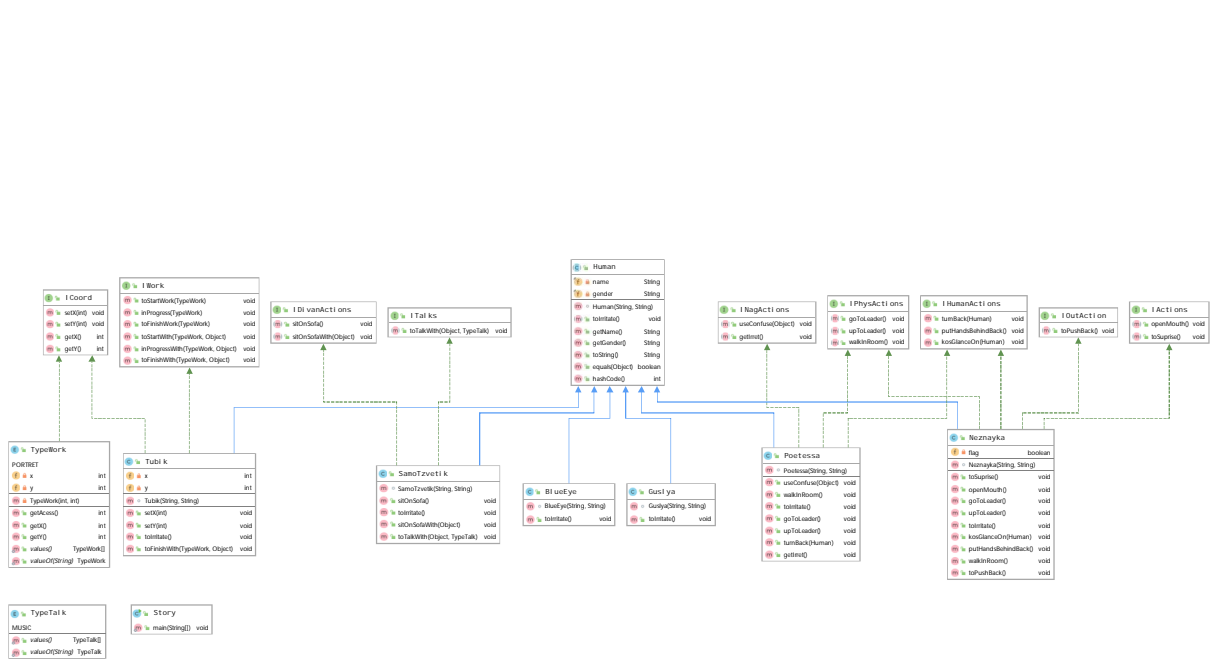 ICoord
setX(int) void
setY(int) void
getX() int
getY() int
IWork
toStartWork(TypeWork) void
inProgress(TypeWork) void
toFinishWork(TypeWork) void
toStartWith(TypeWork, Object) void
inProgressWith(TypeWork, Object) void
toFinishWith(TypeWork, Object) void
IDivanActions
sitOnSofa() void
sitOnSofaWith(Object) void
ITalks
toTalkWith(Object, TypeTalk) void
Human
name String
gender String
Human(String, String)
toIrritate() void
getName() String
getGender() String
toString() String
equals(Object) boolean
hashCode() int
INagActions
useConfuse(Object) void
getIrret() void
IPhysActions
goToLeader() void
upToLeader() void
walkInRoom() void
IHumanActions
turnBack(Human) void
putHandsBehindBack() void
kosGlanceOn(Human) void
IOutAction
toPushBack() void
IActions
openMouth() void
toSuprise() void
TypeWork
PORTRET
x int
y int
TypeWork(int, int)
getAcess() int
getX() int
getY() int
values() TypeWork[]
valueOf(String) TypeWork
Tubik
x int
y int
Tubik(String, String)
setX(int) void
setY(int) void
toIrritate() void
toFinishWith(TypeWork, Object) void
SamoTzvetik
SamoTzvetik(String, String)
sitOnSofa() void
toIrritate() void
sitOnSofaWith(Object) void
toTalkWith(Object, TypeTalk) void
BlueEye
BlueEye(String, String)
toIrritate() void
Guslya
Guslya(String, String)
toIrritate() void
Poetessa
Poetessa(String, String)
useConfuse(Object) void
walkInRoom() void
toIrritate() void
goToLeader() void
upToLeader() void
turnBack(Human) void
getIrret() void
Neznayka
flag boolean
Neznayka(String, String)
toSuprise() void
openMouth() void
goToLeader() void
upToLeader() void
toIrritate() void
kosGlanceOn(Human) void
putHandsBehindBack() void
walkInRoom() void
toPushBack() void
TypeTalk
MUSIC
values() TypeTalk[]
valueOf(String) TypeTalk
Story
main(String[]) void